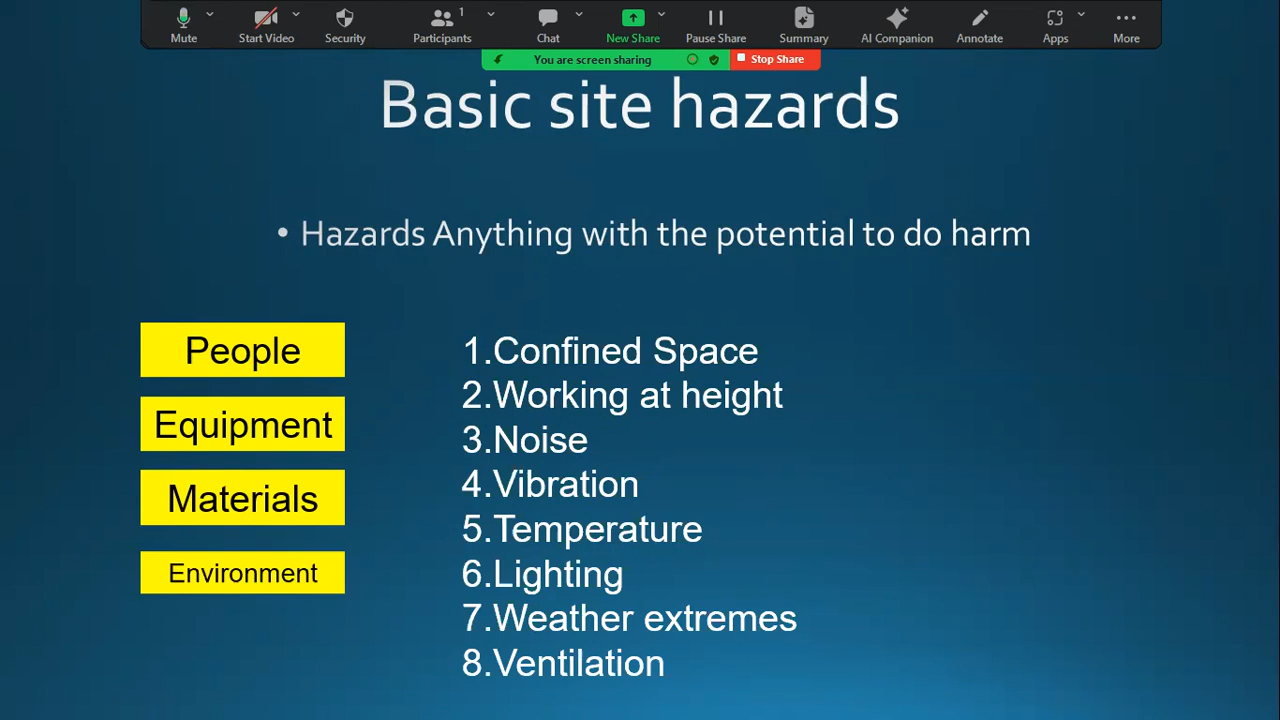 Mute
Start Video
Security
Participants
1
Chat
New Share
Pause Share
Summary
AI Companion
Annotate
Apps
More
You are screen sharing
Stop Share
Basic site hazards
• Hazards Anything with the potential to do harm
People
Equipment
Materials
Environment
1.Confined Space
2.Working at height
3.Noise
4.Vibration
5.Temperature
6.Lighting
7.Weather extremes
8.Ventilation